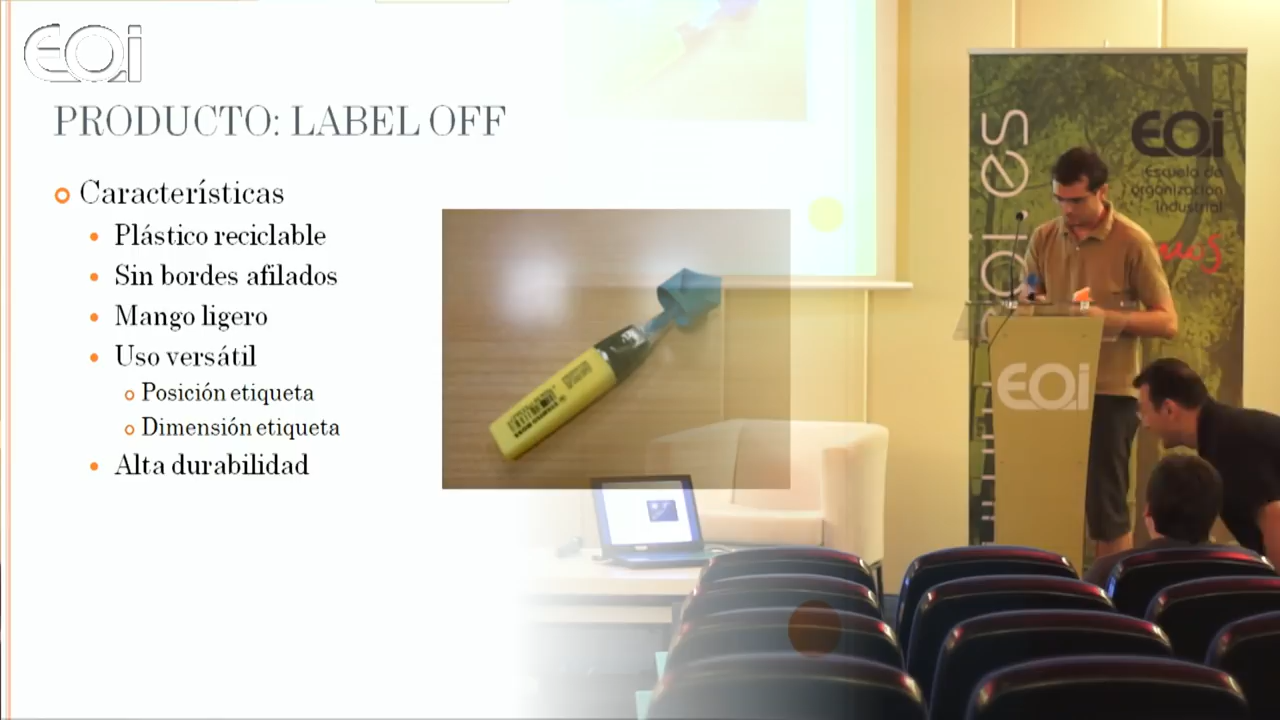 EOi
PRODUCTO: LABEL OFF
Características
Plástico reciclable
Sin bordes afilados
Mango ligero
Uso versátil
Posición etiqueta
Dimensión etiqueta
Alta durabilidad
EOi
Escuela de
organización
industrial
EOi